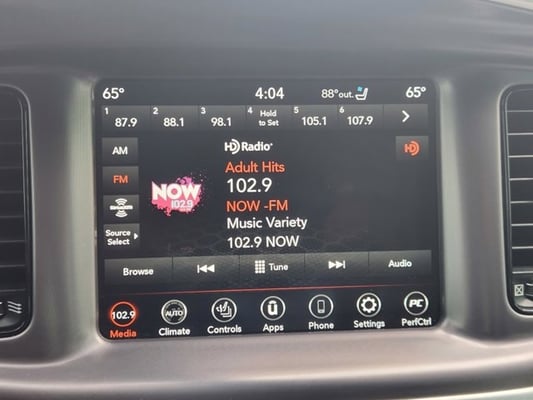 65°
4:04
88°out.
65°
1 87.9
2 88.1
3 98.1
4 Hold to Set
5 105.1
6 107.9
AM
HD Radio
HD
FM
Adult Hits
102.9
NOW
102.9
NOW -FM
SiriusXM
Music Variety
Source
Select
102.9 NOW
Browse
Tune
Audio
102.9
AUTO
PC
Media
Climate
Controls
Apps
Phone
Settings
PerfCtrl